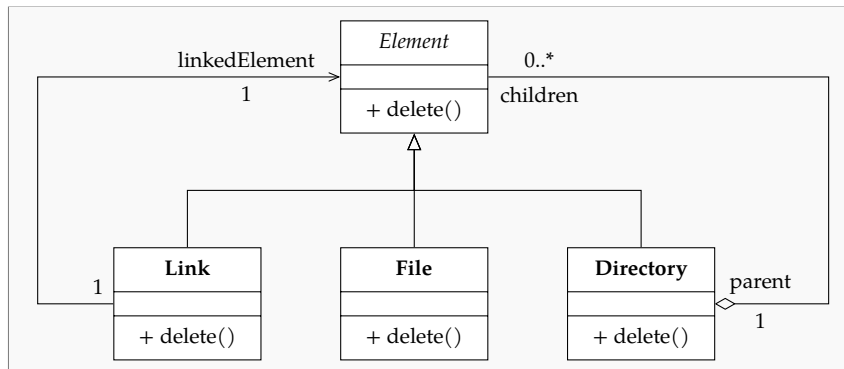 Element
linkedElement
0..*
1
children
+ delete()
Link
File
Directory
parent
1
1
+ delete()
+ delete()
+ delete()